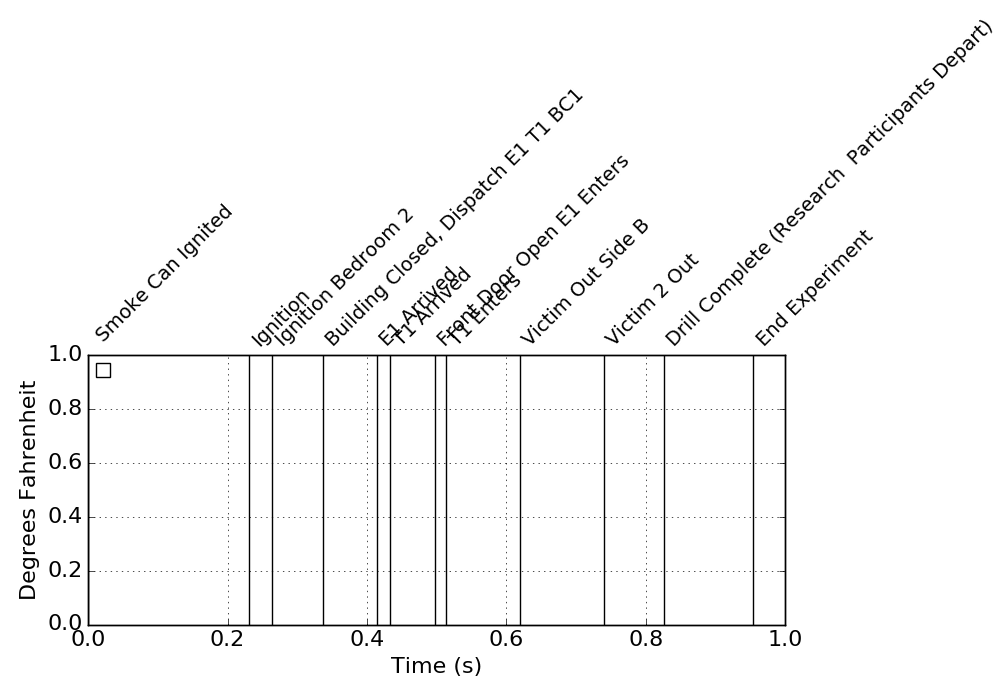 Smoke Can Ignited
Ignition
Ignition Bedroom 2
Building Closed, Dispatch E1 T1 BC1
E1 Arrived
T1 Arrived
Front Door Open E1 Enters
T1 Enters
Victim Out Side B
Victim 2 Out
Drill Complete (Research  Participants Depart)
End Experiment
1.0
0.8
0.6
0.4
0.2
0.0
Degrees Fahrenheit
0.0 0.2 0.4 0.6 0.8 1.0
Time (s)